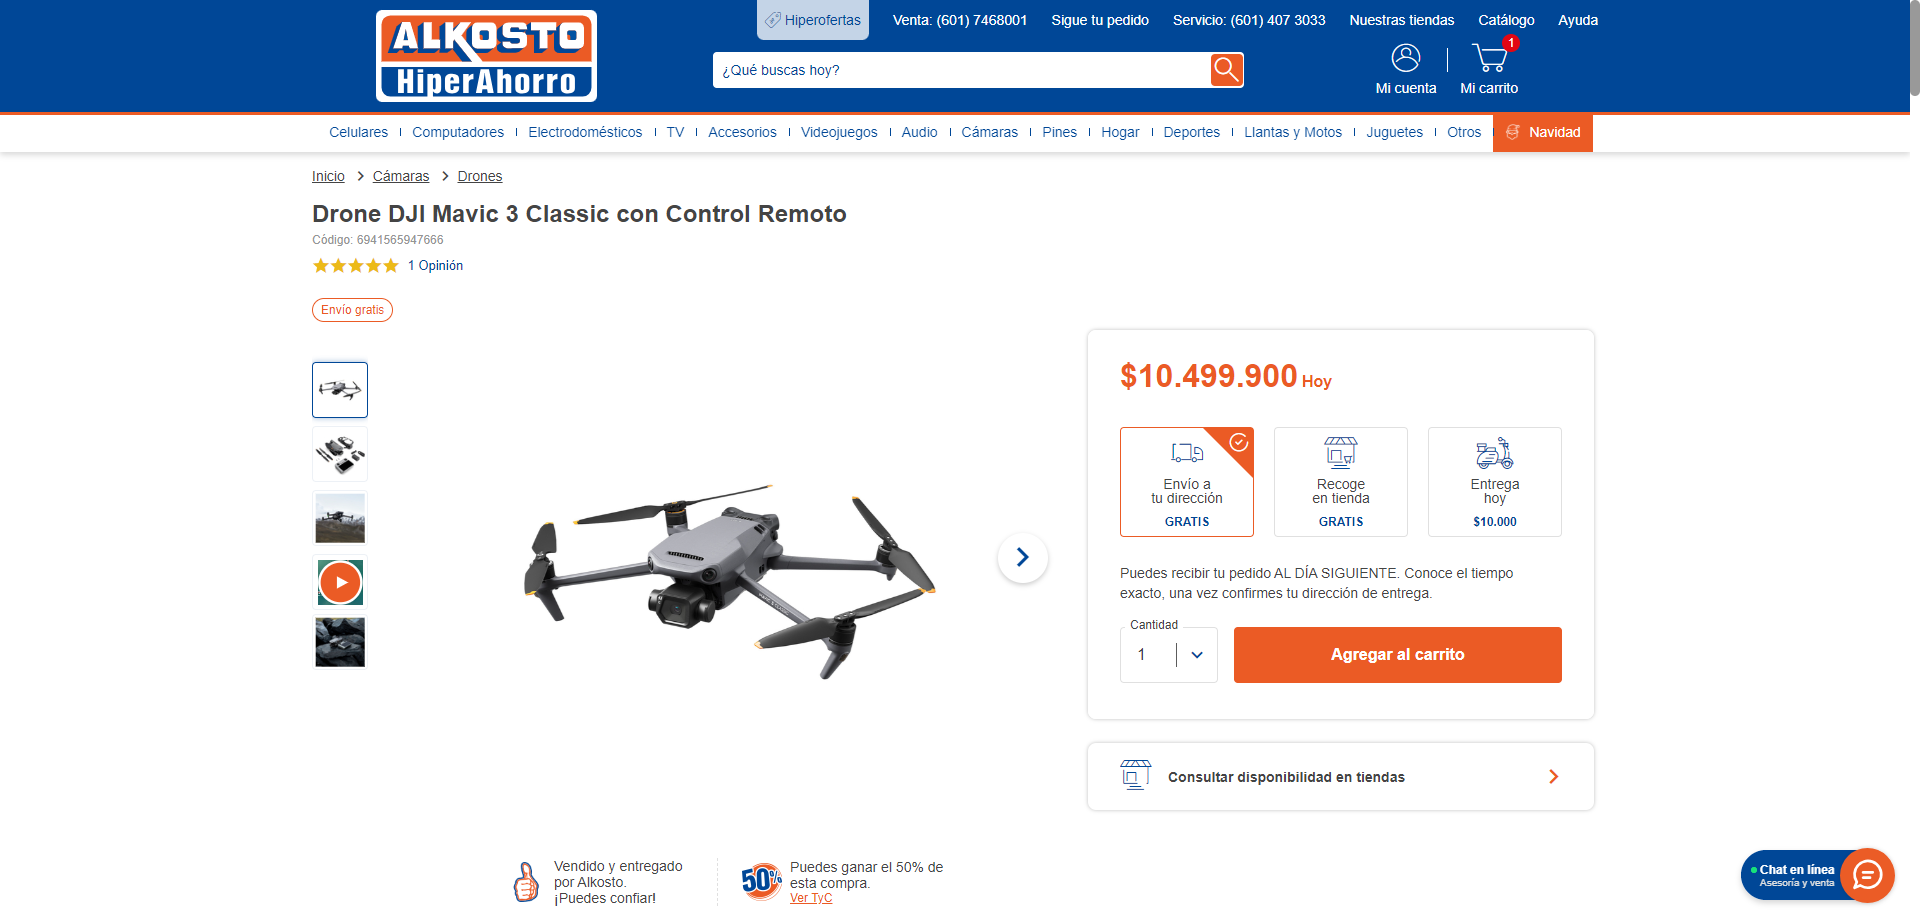 ALKOSTO
HiperAhorro
Hiperofertas
Venta: (601) 7468001
Sigue tu pedido
Servicio: (601) 407 3033
Nuestras tiendas
Catálogo
Ayuda
¿Qué buscas hoy?
Mi cuenta
1
Mi carrito
Celulares
Computadores
Electrodomésticos
TV
Accesorios
Videojuegos
Audio
Cámaras
Pines
Hogar
Deportes
Llantas y Motos
Juguetes
Otros
Navidad
Inicio
Cámaras
Drones
Drone DJI Mavic 3 Classic con Control Remoto
Código: 6941565947666
1 Opinión
Envío gratis
$10.499.900 Hoy
Envío a
tu dirección
GRATIS
Recoge
en tienda
GRATIS
Entrega
hoy
$10.000
Puedes recibir tu pedido AL DÍA SIGUIENTE. Conoce el tiempo
exacto, una vez confirmes tu dirección de entrega.
Cantidad
1
Agregar al carrito
Consultar disponibilidad en tiendas
Vendido y entregado
por Alkosto.
¡Puedes confiar!
50%
Puedes ganar el 50% de
esta compra.
Ver TyC
Chat en línea
Asesoría y venta